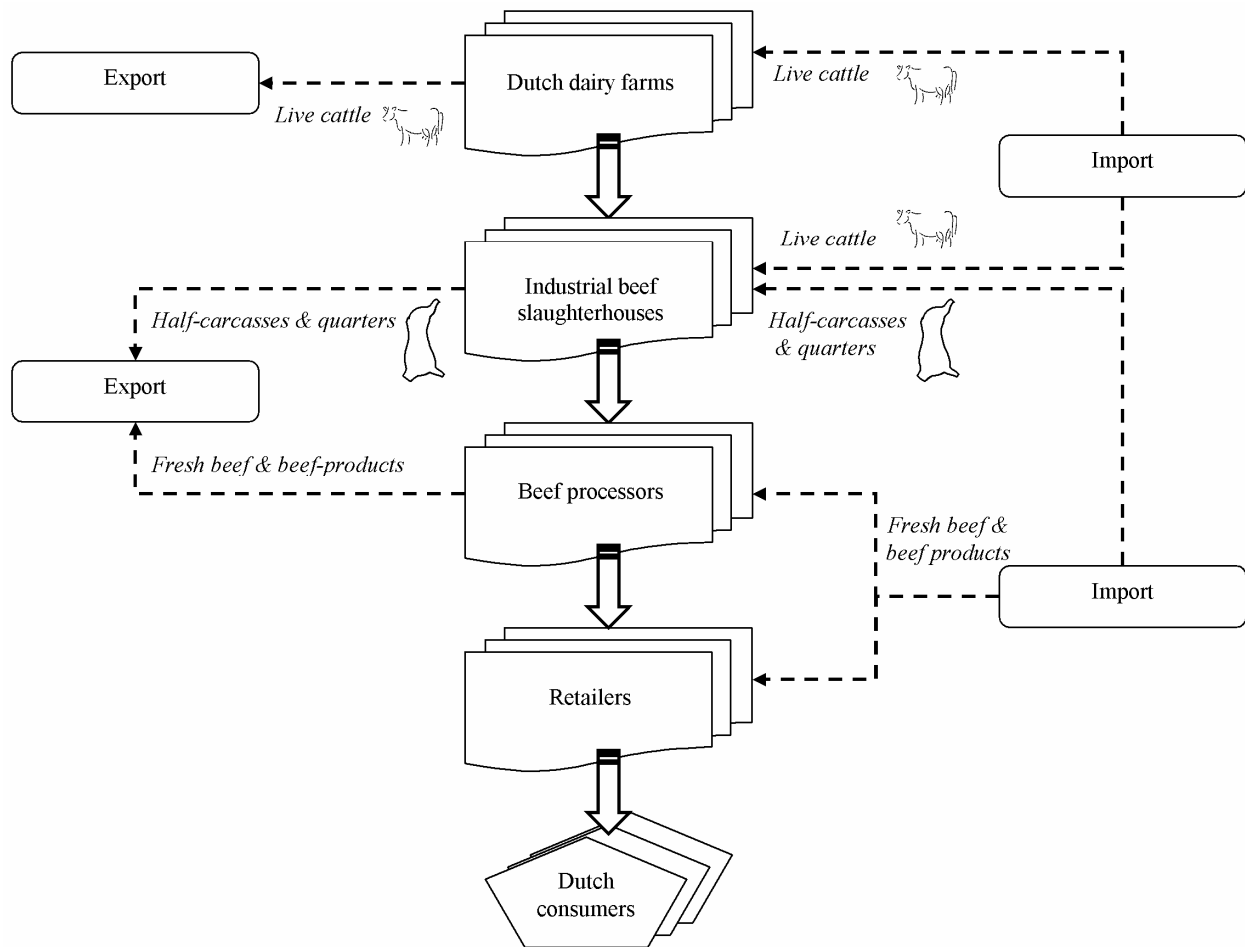 Export
Dutch dairy farms
Live cattle
Live cattle
Import
Live cattle
Industrial beef
slaughterhouses
Half-carcasses & quarters
Half-carcasses
& quarters
Export
Fresh beef & beef-products
Beef processors
Fresh beef &
beef products
Import
Retailers
Dutch
consumers